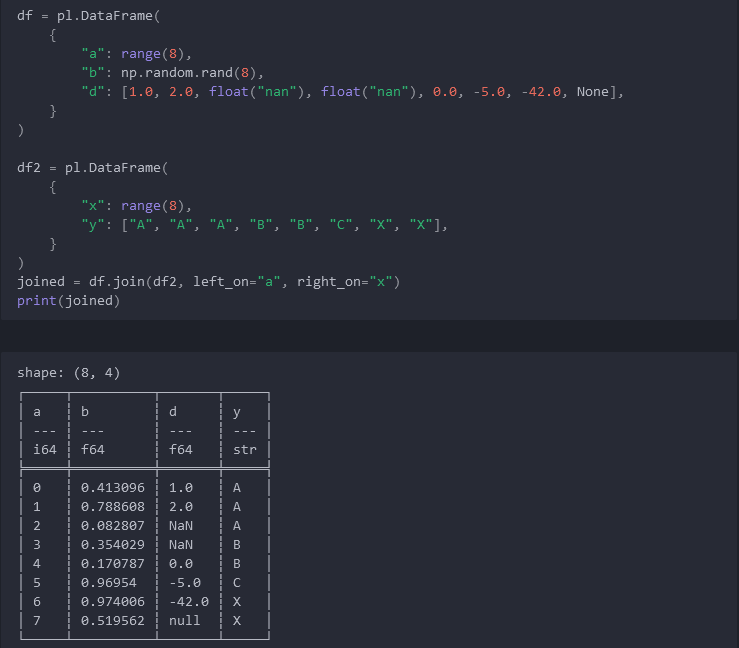 df = pl.DataFrame(
    {
        "a": range(8),
        "b": np.random.rand(8),
        "d": [1.0, 2.0, float("nan"), float("nan"), 0.0, -5.0, -42.0, None],
    }
)
df2 = pl.DataFrame(
    {
        "x": range(8),
        "y": ["A", "A", "A", "B", "B", "C", "X", "X"],
    }
)
joined = df.join(df2, left_on="a", right_on="x")
print(joined)
shape: (8, 4)
┌─────┬──────────┬───────┬─────┐
│ a   ┆ b        ┆ d     ┆ y   │
│ --- ┆ ---      ┆ ---   ┆ --- │
│ i64 ┆ f64      ┆ f64   ┆ str │
╞═════╪══════════╪═══════╪═════╡
│ 0   ┆ 0.413096 ┆ 1.0   ┆ A   │
│ 1   ┆ 0.788608 ┆ 2.0   ┆ A   │
│ 2   ┆ 0.082807 ┆ NaN   ┆ A   │
│ 3   ┆ 0.354029 ┆ NaN   ┆ B   │
│ 4   ┆ 0.170787 ┆ 0.0   ┆ B   │
│ 5   ┆ 0.96954  ┆ -5.0  ┆ C   │
│ 6   ┆ 0.974006 ┆ -42.0 ┆ X   │
│ 7   ┆ 0.519562 ┆ null  ┆ X   │
└─────┴──────────┴───────┴─────┘